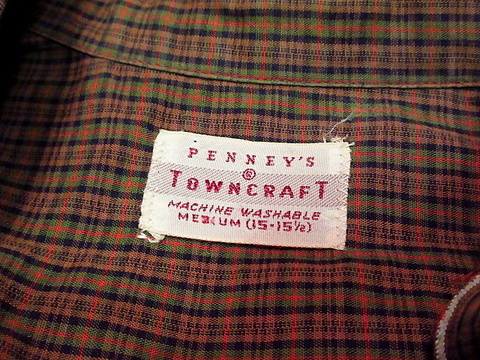 PENNEY'S
®
TOWNCRAFT
MACHINE WASHABLE
MEDIUM (15-15½)